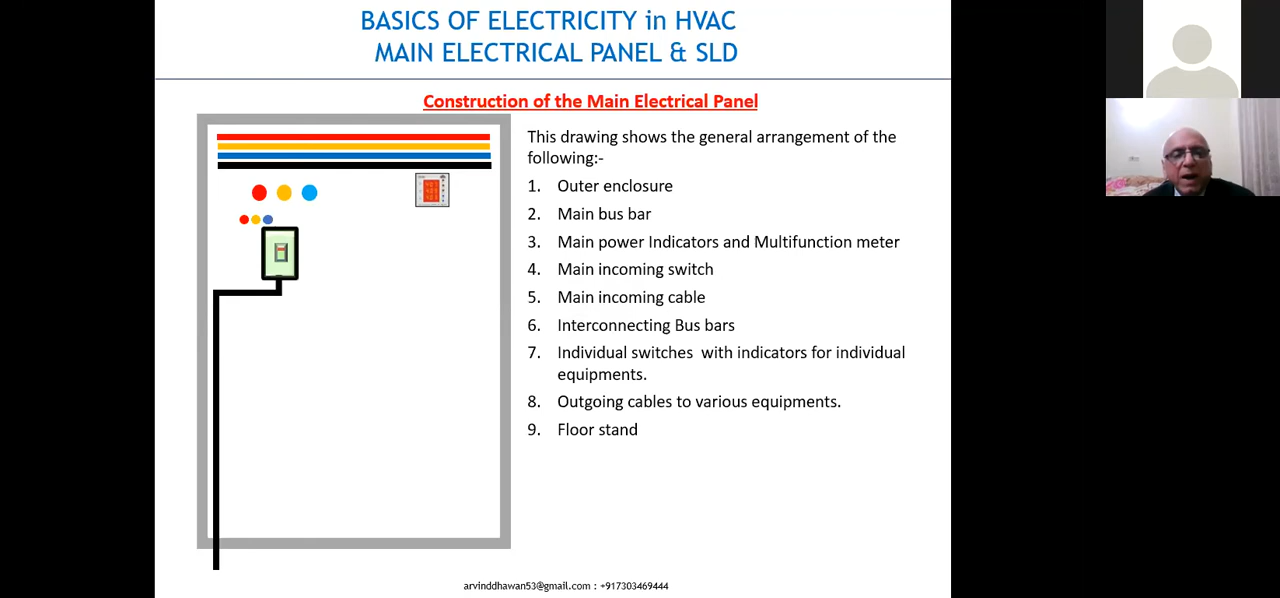 BASICS OF ELECTRICITY in HVAC
MAIN ELECTRICAL PANEL & SLD
Construction of the Main Electrical Panel
This drawing shows the general arrangement of the
following:-
1. Outer enclosure
2. Main bus bar
3. Main power Indicators and Multifunction meter
4. Main incoming switch
5. Main incoming cable
6. Interconnecting Bus bars
7. Individual switches with indicators for individual
equipments.
8. Outgoing cables to various equipments.
9. Floor stand
arvinddhawan53@gmail.com : +917303469444